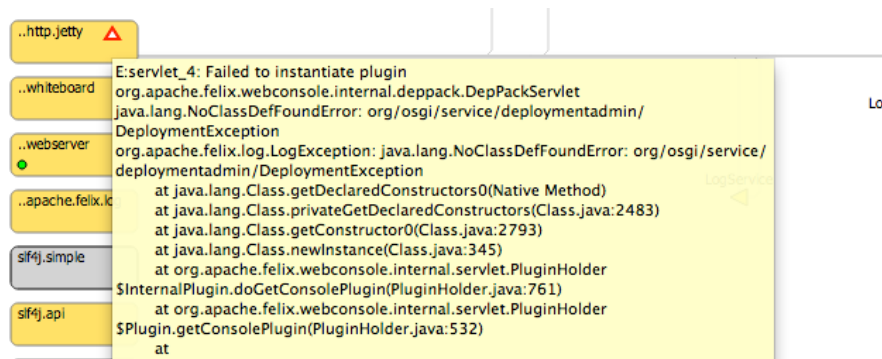 ..http.jetty
E:servlet_4: Failed to instantiate plugin
org.apache.felix.webconsole.internal.deppack.DepPackServlet
..whiteboard
java.lang.NoClassDefFoundError: org/osgi/service/deploymentadmin/
Lo
DeploymentException
..webserver
org.apache.felix.log.LogException: java.lang.NoClassDefFoundError: org/osgi/service/
deploymentadmin/DeploymentException
LogService
at java.lang.Class.getDeclaredConstructors0(Native Method)
..apache.felix.log
at java.lang.Class.privateGetDeclaredConstructors(Class.java:2483)
at java.lang.Class.getConstructor0(Class.java:2793)
at java.lang.Class.newInstance(Class.java:345)
slf4j.simple
at org.apache.felix.webconsole.internal.servlet.PluginHolder
$InternalPlugin.doGetConsolePlugin(PluginHolder.java:761)
slf4j.api
at org.apache.felix.webconsole.internal.servlet.PluginHolder
$Plugin.getConsolePlugin(PluginHolder.java:532)
at